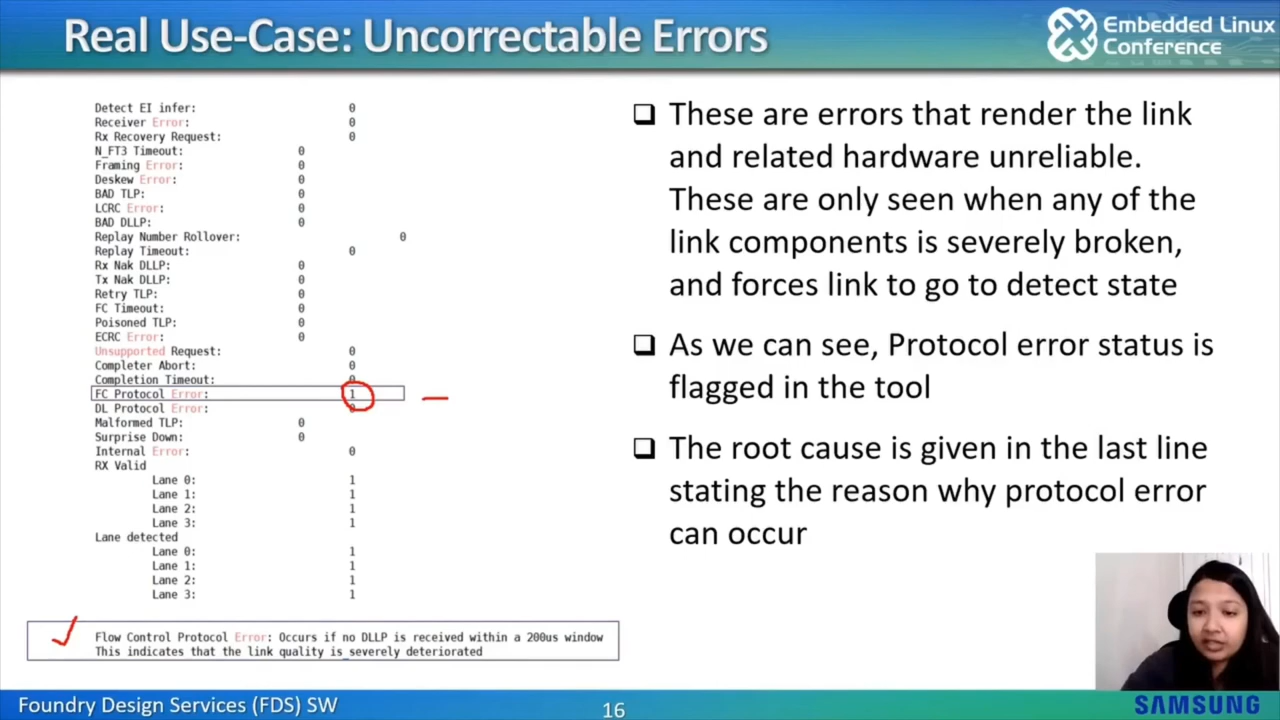 Real Use-Case: Uncorrectable Errors
Embedded Linux
Conference
Detect EI infer: 0
Receiver Error: 0
Rx Recovery Request: 0
N_FT3 Timeout: 0
Framing Error: 0
Deskew Error: 0
BAD TLP: 0
LCRC Error: 0
BAD DLLP: 0
Replay Number Rollover: 0
Replay Timeout: 0
Rx Nak DLLP: 0
Tx Nak DLLP: 0
Retry TLP: 0
FC Timeout: 0
Poisoned TLP: 0
ECRC Error: 0
Unsupported Request: 0
Completer Abort: 0
Completion Timeout: 0
FC Protocol Error: 1
DL Protocol Error: 0
Malformed TLP: 0
Surprise Down: 0
Internal Error: 0
RX Valid
Lane 0: 1
Lane 1: 1
Lane 2: 1
Lane 3: 1
Lane detected
Lane 0: 1
Lane 1: 1
Lane 2: 1
Lane 3: 1
Flow Control Protocol Error: Occurs if no DLLP is received within a 200us window
This indicates that the link quality is severely deteriorated
These are errors that render the link
and related hardware unreliable.
These are only seen when any of the
link components is severely broken,
and forces link to go to detect state
As we can see, Protocol error status is
flagged in the tool
The root cause is given in the last line
stating the reason why protocol error
can occur
Foundry Design Services (FDS) SW
16
SAMSUNG